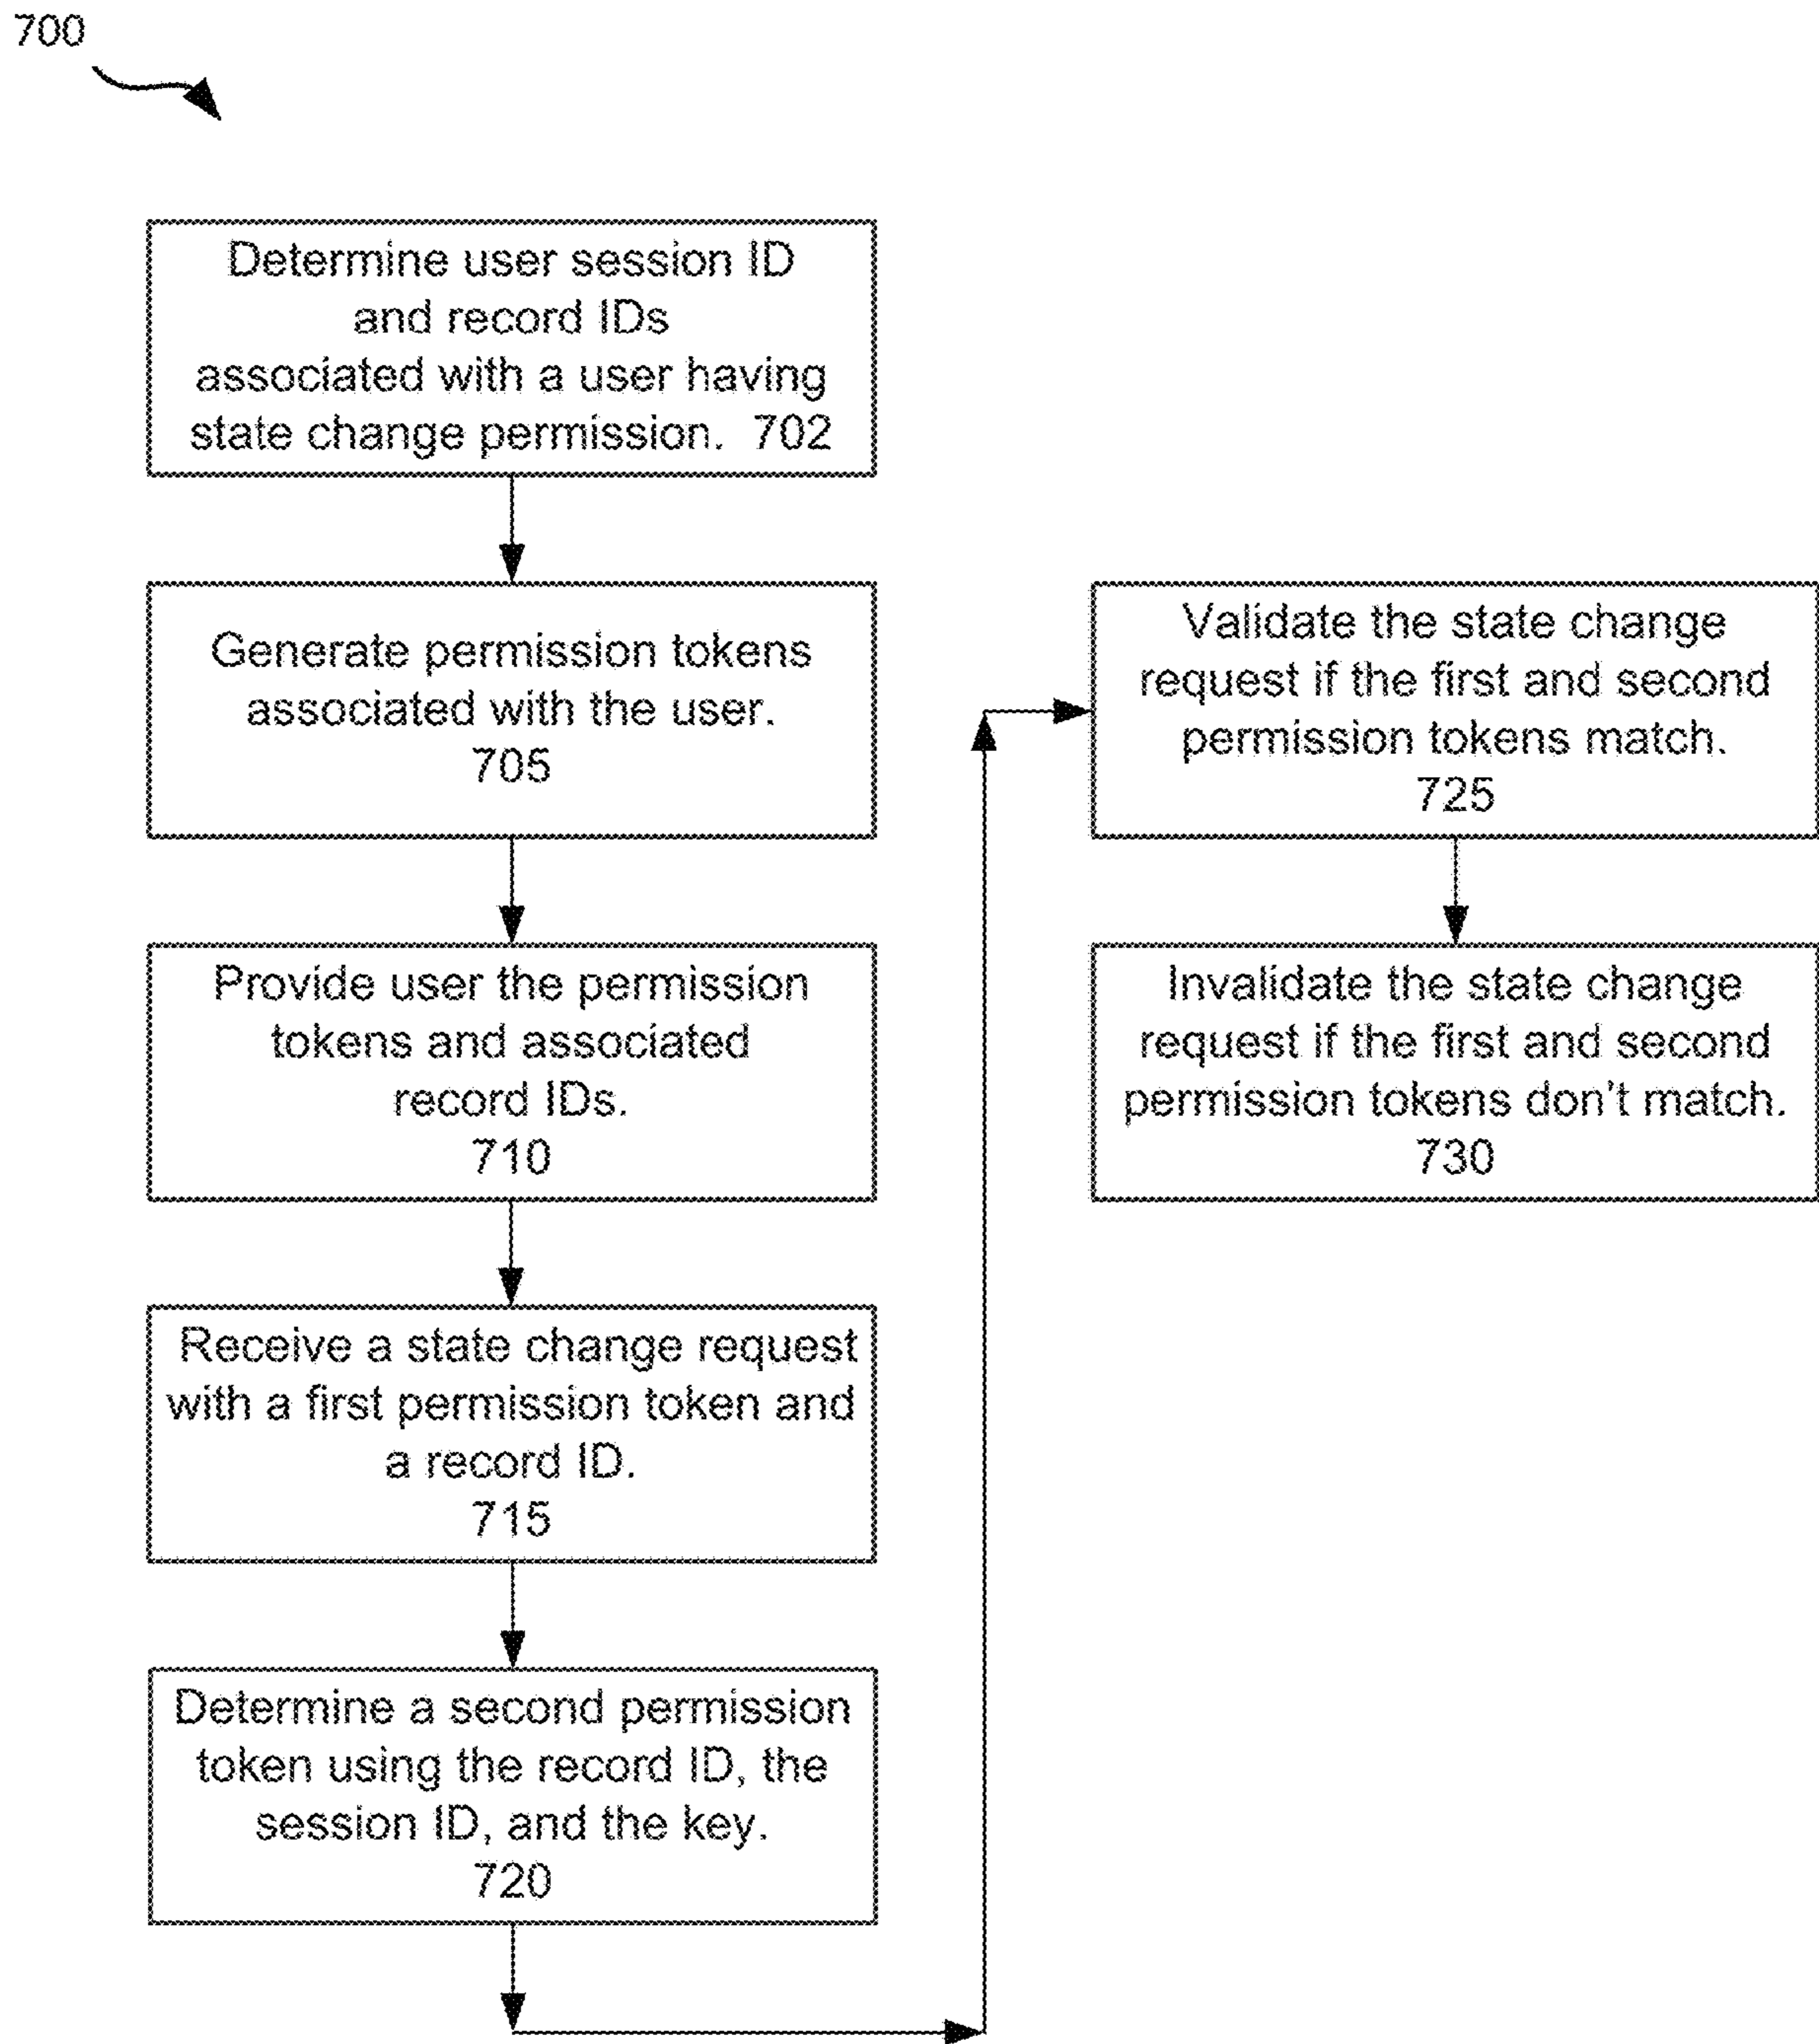 700
Determine user session ID
and record IDs
associated with a user having
state change permission.  702
Generate permission tokens
associated with the user.
705
Provide user the permission
tokens and associated
record IDs.
710
Receive a state change request
with a first permission token and
a record ID.
715
Determine a second permission
token using the record ID, the
session ID, and the key.
720
Validate the state change
request if the first and second
permission tokens match.
725
Invalidate the state change
request if the first and second
permission tokens don't match.
730